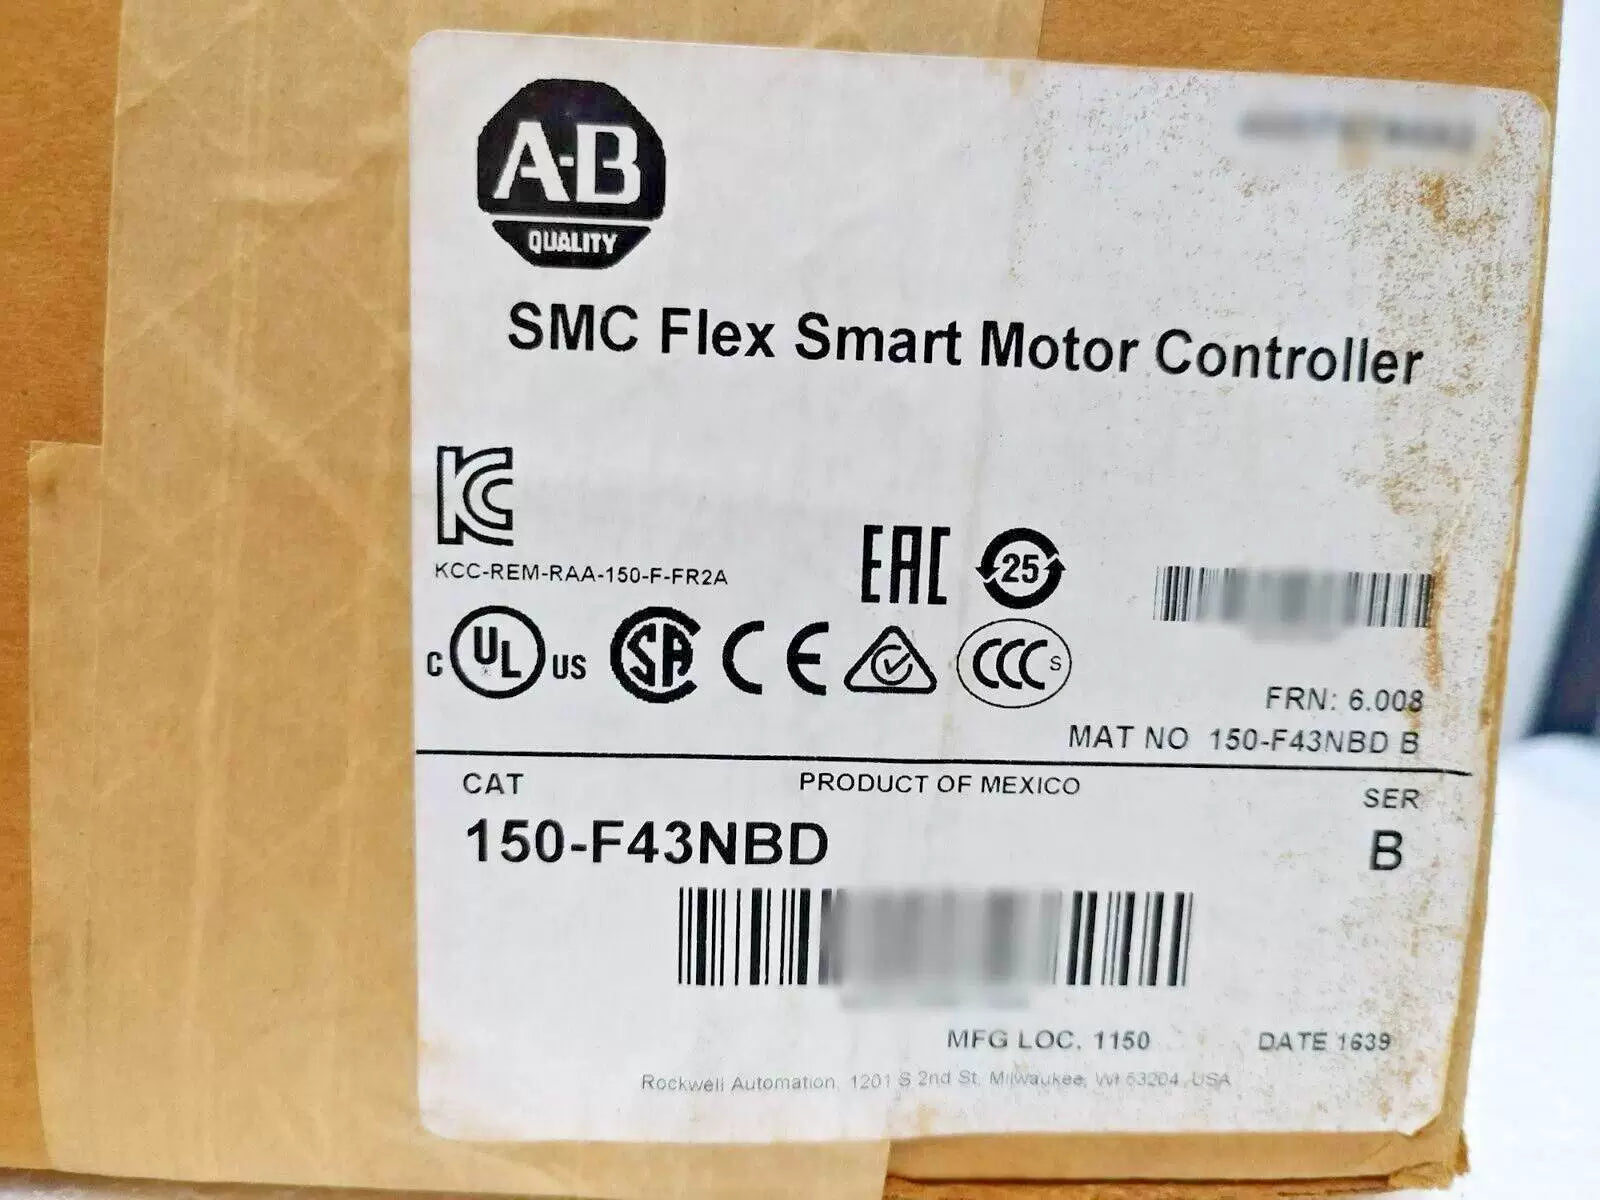 A-B
QUALITY
SMC Flex Smart Motor Controller
KC
KCC-REM-RAA-150-F-FR2A
EAC
25
C UL US
SA
CE
CCC S
FRN: 6.008
MAT NO 150-F43NBD B
CAT
PRODUCT OF MEXICO
SER
150-F43NBD
B
MFG LOC. 1150
DATE 1639
Rockwell Automation, 1201 S 2nd St, Milwaukee, WI 53204, USA